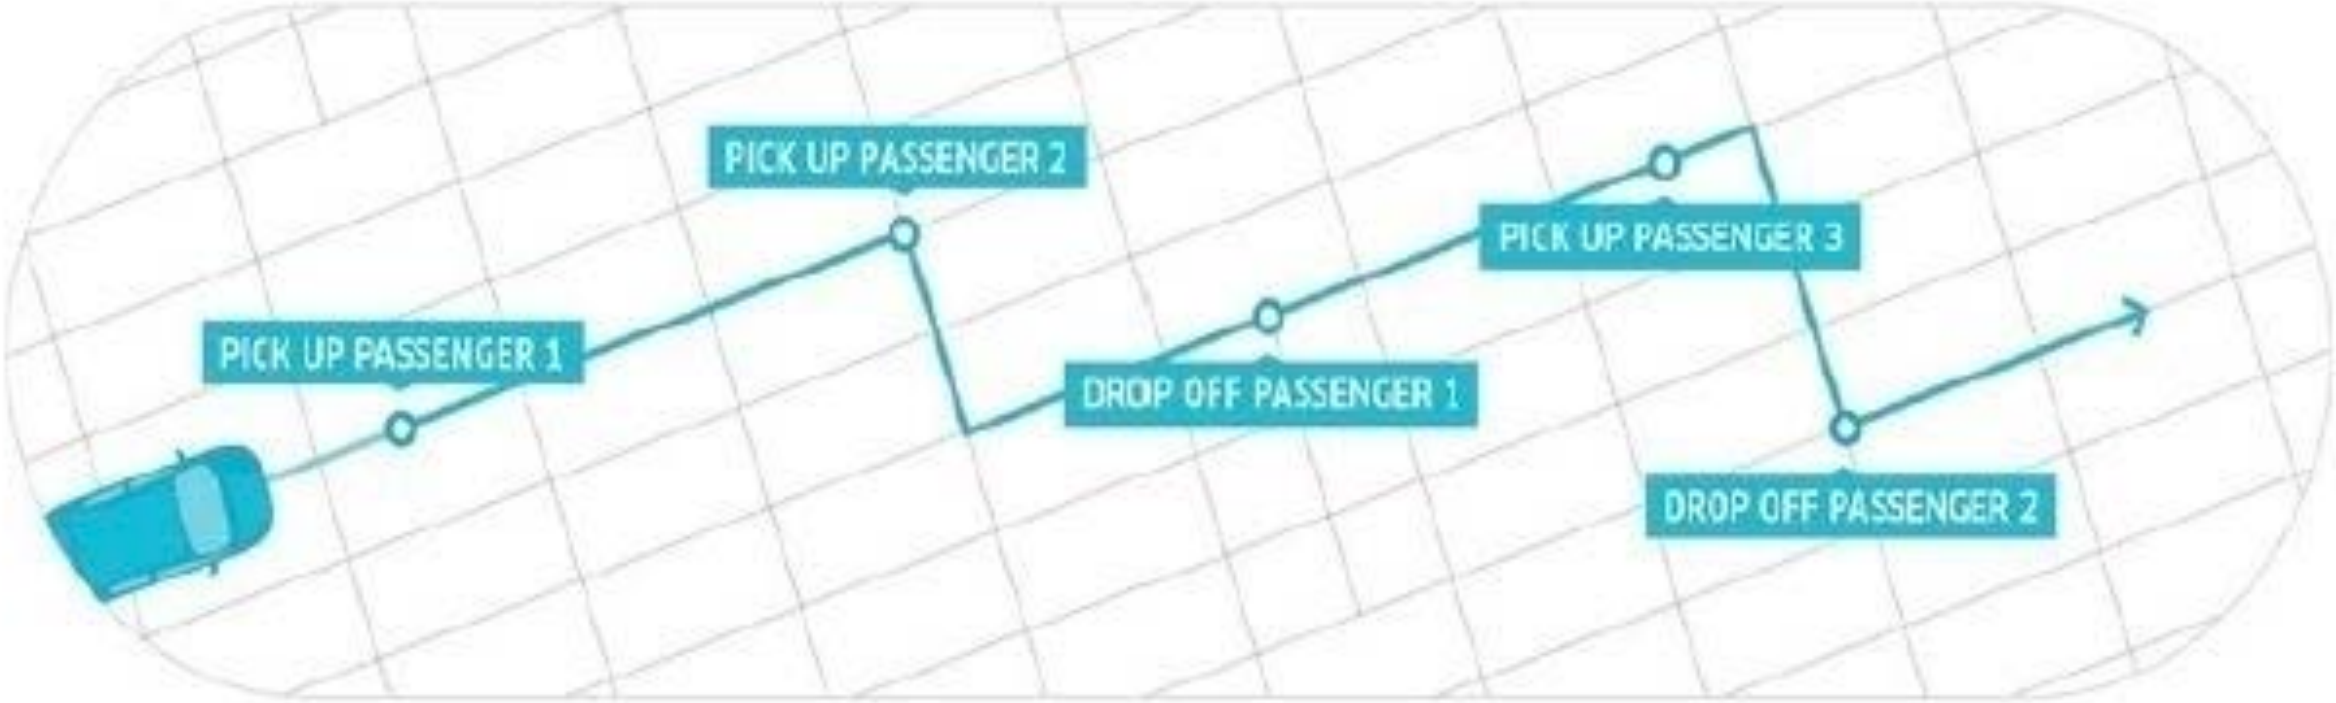 PICK UP PASSENGER 1
PICK UP PASSENGER 2
DROP OFF PASSENGER 1
PICK UP PASSENGER 3
DROP OFF PASSENGER 2